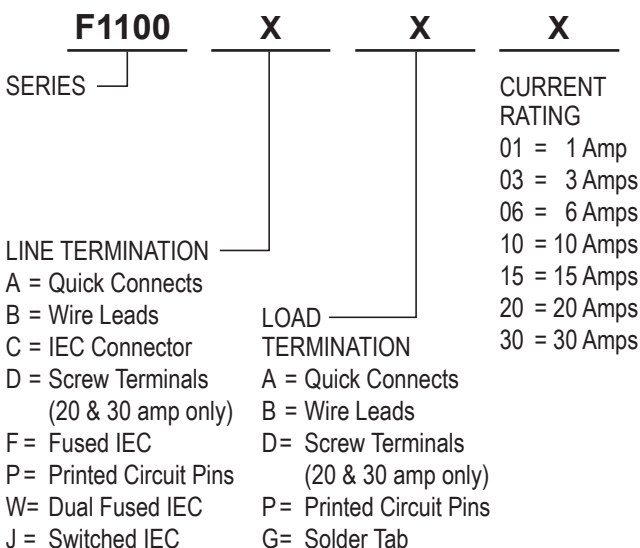 F1100 X X X
SERIES
CURRENT
RATING
01 = 1 Amp
03 = 3 Amps
06 = 6 Amps
10 = 10 Amps
15 = 15 Amps
20 = 20 Amps
30 = 30 Amps
LINE TERMINATION
A = Quick Connects
B = Wire Leads
C = IEC Connector
D = Screw Terminals
(20 & 30 amp only)
F = Fused IEC
P = Printed Circuit Pins
W= Dual Fused IEC
J = Switched IEC
LOAD
TERMINATION
A = Quick Connects
B = Wire Leads
D= Screw Terminals
(20 & 30 amp only)
P = Printed Circuit Pins
G= Solder Tab